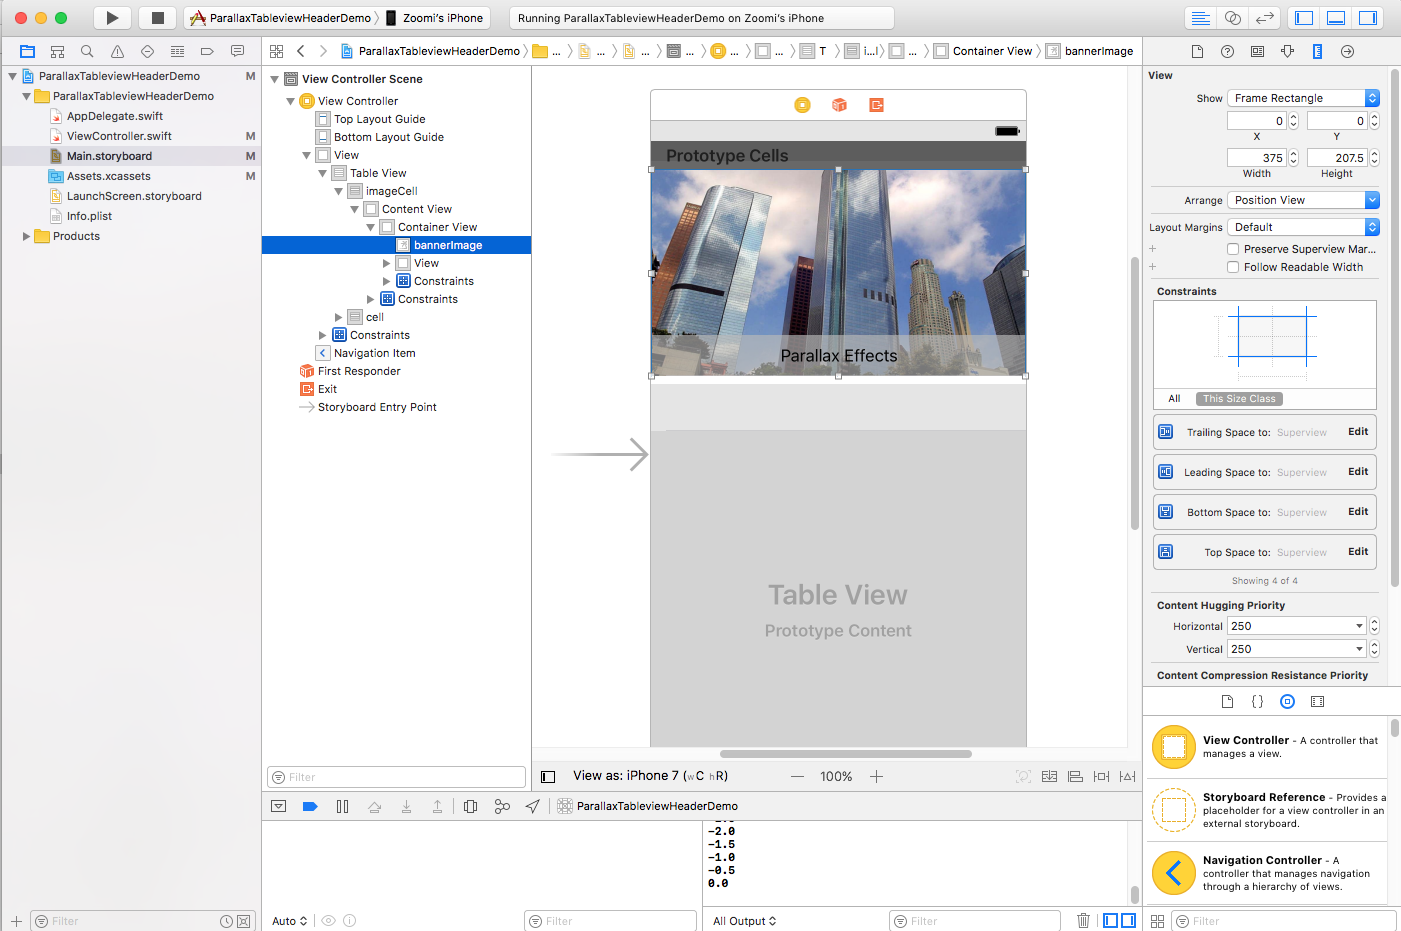 ParallaxTableviewHeaderDemo Zoomi's iPhone
Running ParallaxTableviewHeaderDemo on Zoomi's iPhone
ParallaxTableviewHeaderDemo M
ParallaxTableviewHeaderDemo
AppDelegate.swift
ViewController.swift M
Main.storyboard M
Assets.xcassets M
LaunchScreen.storyboard
Info.plist
Products
Filter
ParallaxTableviewHeaderDemo ... ... ... ... ... ... T i...l ... Container View bannerImage
View Controller Scene
View Controller
Top Layout Guide
Bottom Layout Guide
View
Table View
imageCell
Content View
Container View
bannerImage
View
Constraints
Constraints
cell
Constraints
Navigation Item
First Responder
Exit
Storyboard Entry Point
Filter
Prototype Cells
Parallax Effects
Table View
Prototype Content
View as: iPhone 7 (wC hR) — 100% +
ParallaxTableviewHeaderDemo
-2.0
-1.5
-1.0
-0.5
0.0
Auto
Filter
All Output
Filter
View
Show Frame Rectangle
0 0
X Y
375 207.5
Width Height
Arrange Position View
Layout Margins Default
+ Preserve Superview Mar...
+ Follow Readable Width
Constraints
All This Size Class
Trailing Space to: Superview Edit
Leading Space to: Superview Edit
Bottom Space to: Superview Edit
Top Space to: Superview Edit
Showing 4 of 4
Content Hugging Priority
Horizontal 250
Vertical 250
Content Compression Resistance Priority
{}
View Controller - A controller that
manages a view.
Storyboard Reference - Provides a
placeholder for a view controller in an
external storyboard.
Navigation Controller - A
controller that manages navigation
through a hierarchy of views.
Filter